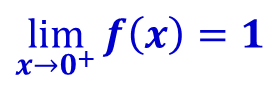 lim f(x) = 1
x→0⁺